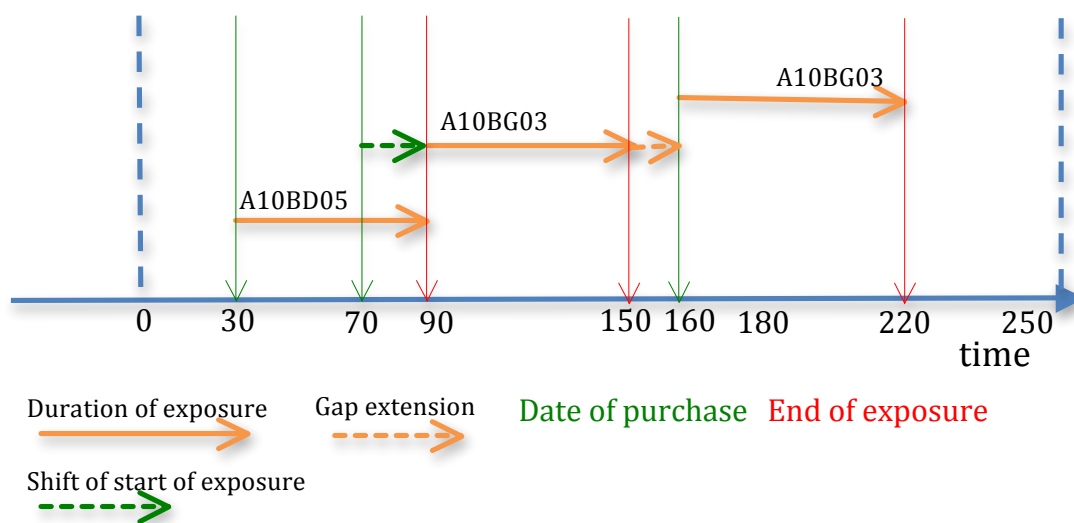 A10BG03
A10BG03
A10BD05
0 30 70 90 150 160 180 220 250
time
Duration of exposure Gap extension Date of purchase End of exposure
Shift of start of exposure